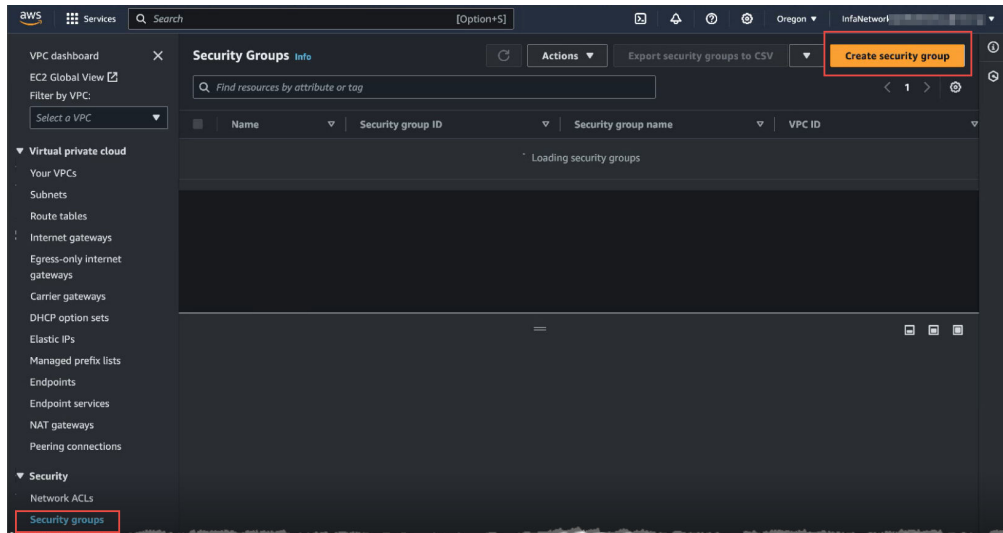 aws Services Search [Option+S] Oregon InfaNetwork
VPC dashboard
EC2 Global View
Filter by VPC:
Select a VPC
Virtual private cloud
Your VPCs
Subnets
Route tables
Internet gateways
Egress-only internet
gateways
Carrier gateways
DHCP option sets
Elastic IPs
Managed prefix lists
Endpoints
Endpoint services
NAT gateways
Peering connections
Security
Network ACLs
Security groups
Security Groups Info Actions Export security groups to CSV Create security group
Find resources by attribute or tag 1
Name Security group ID Security group name VPC ID
Loading security groups